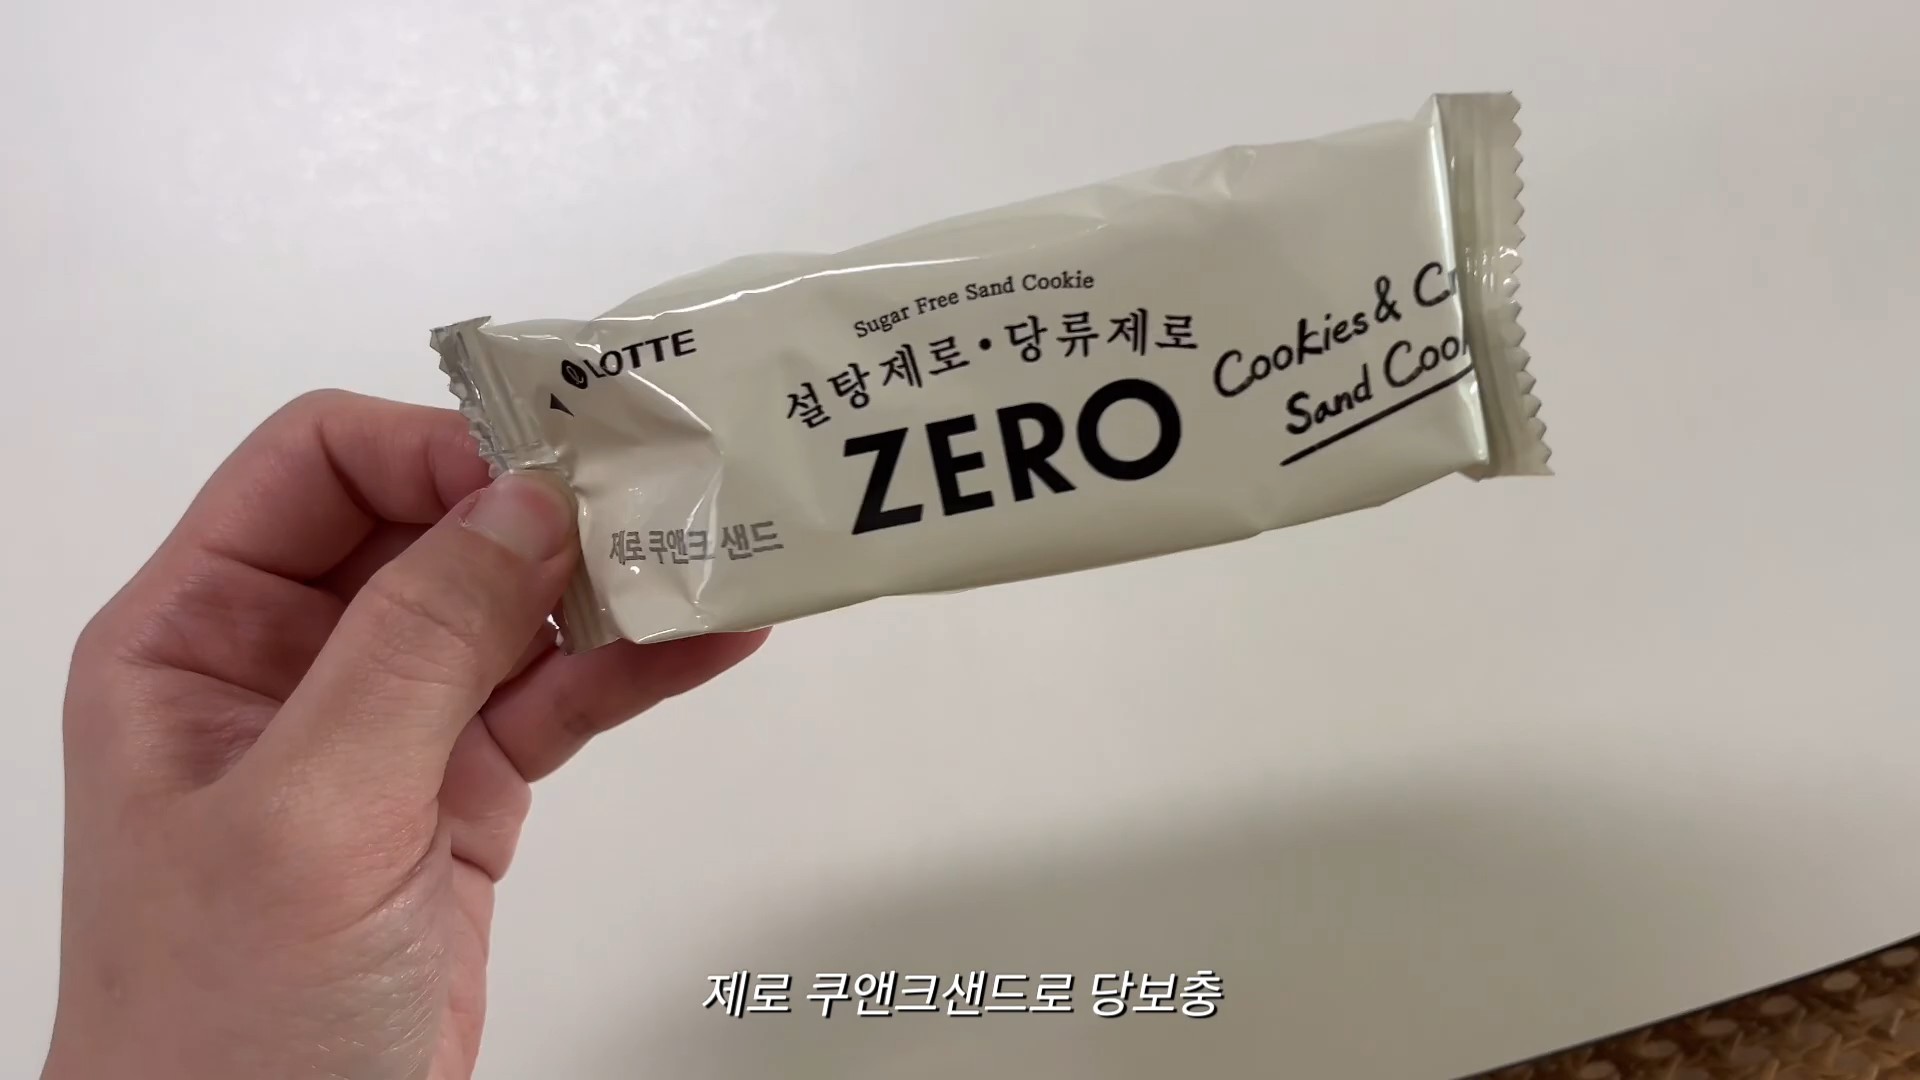 LOTTE
Sugar Free Sand Cookie
설탕제로•당류제로
ZERO
Cookies &
Sand
제로 쿠앤크 샌드
제로 쿠앤크샌드로 당보충